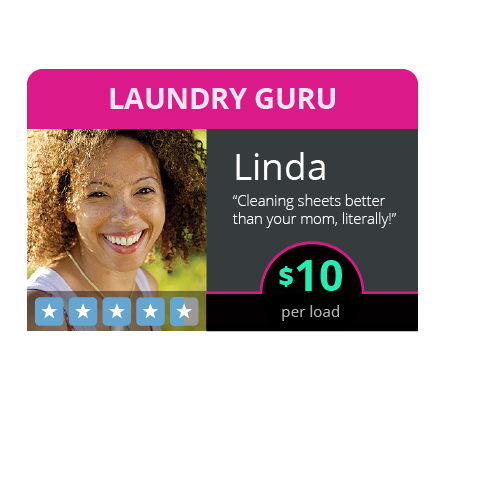 LAUNDRY GURU
Linda
“Cleaning sheets better
than your mom, literally!”
$10
per load